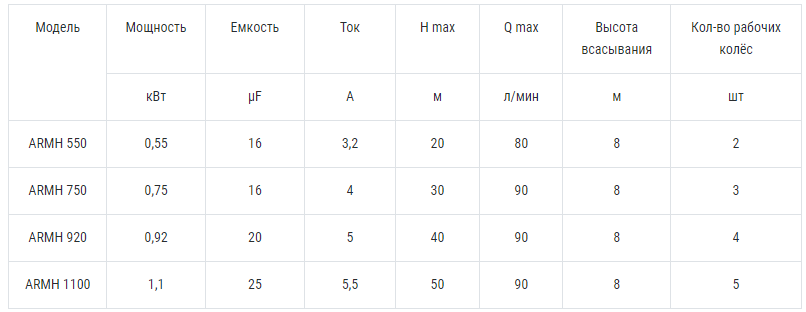 Модель Мощность Емкость Ток H max Q max Высота всасывания Кол-во рабочих колёс
кВт μF А м л/мин м шт
ARMH 550 0,55 16 3,2 20 80 8 2
ARMH 750 0,75 16 4 30 90 8 3
ARMH 920 0,92 20 5 40 90 8 4
ARMH 1100 1,1 25 5,5 50 90 8 5